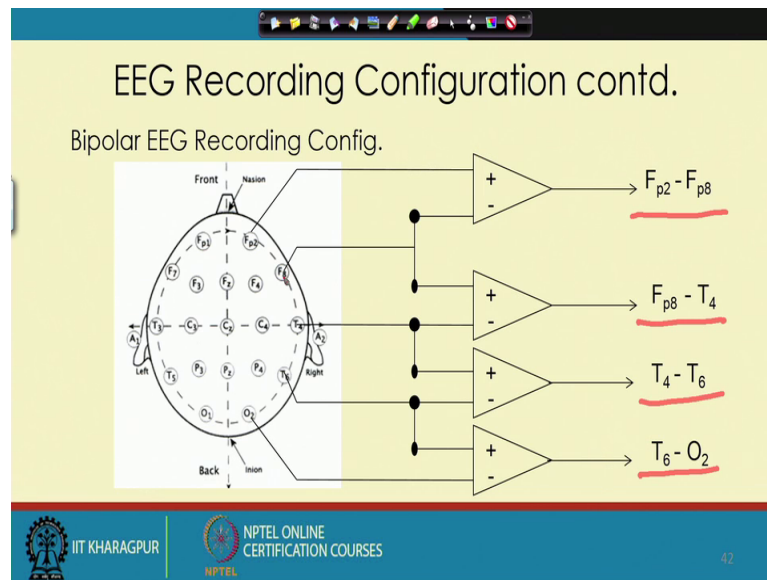 EEG Recording Configuration contd.
Bipolar EEG Recording Config.
Front
Nasion
Fp1
Fp2
F7
F3
Fz
F4
F8
A1
T3
C3
Cz
C4
T4
A2
Left
Right
T5
P3
Pz
P4
T6
O1
O2
Back
Inion
+
-
Fp2 - Fp8
+
-
Fp8 - T4
+
-
T4 - T6
+
-
T6 - O2
IIT KHARAGPUR
NPTEL
NPTEL ONLINE
CERTIFICATION COURSES
42